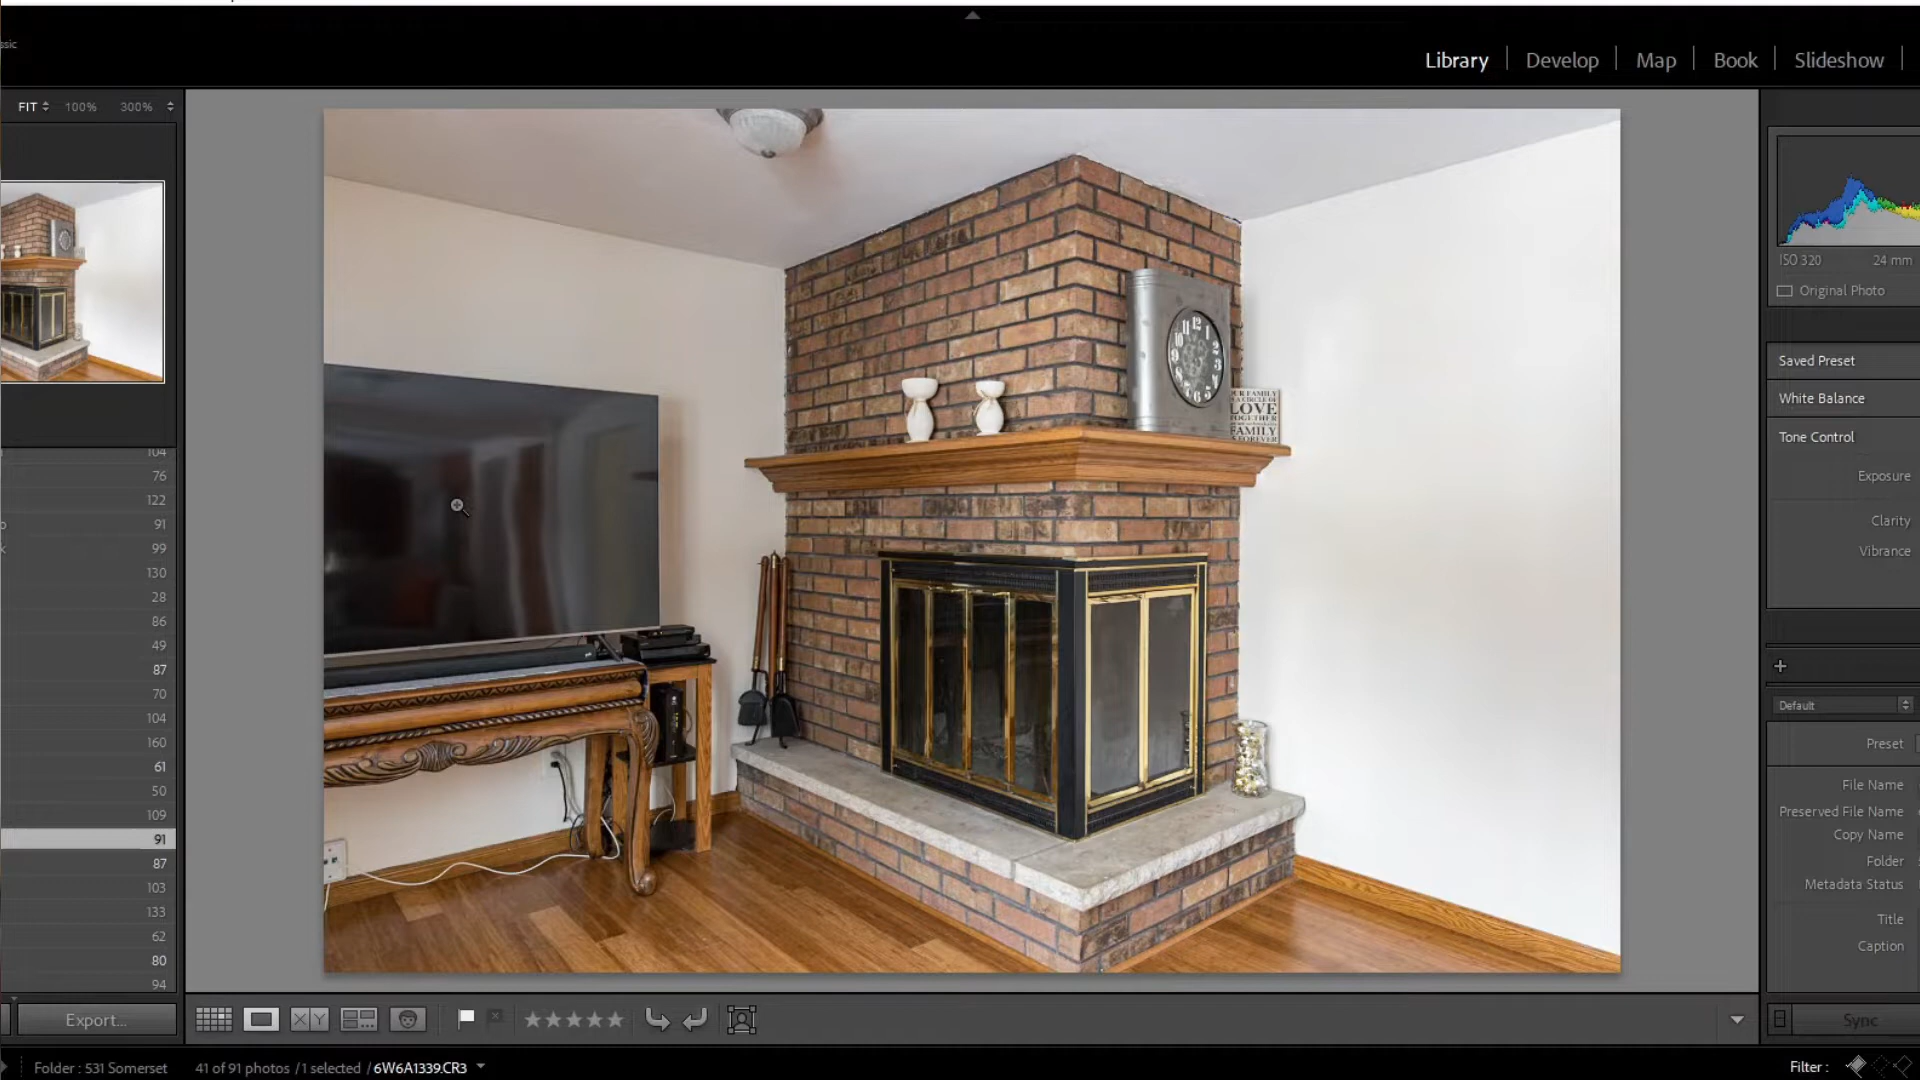 Library
Develop
Map
Book
Slideshow
FIT
100%
300%
ISO 320
24 mm
Original Photo
Saved Preset
White Balance
Tone Control
Exposure
Clarity
Vibrance
Default
Preset
File Name
Preserved File Name
Copy Name
Folder
Metadata Status
Title
Caption
104
76
122
91
99
130
28
86
49
87
70
104
160
61
50
109
91
87
103
133
62
80
94
LOVE
TOGETHER
FAMILY
FOREVER
Export...
Sync
Folder : 531 Somerset
41 of 91 photos / 1 selected / 6W6A1339.CR3
Filter :